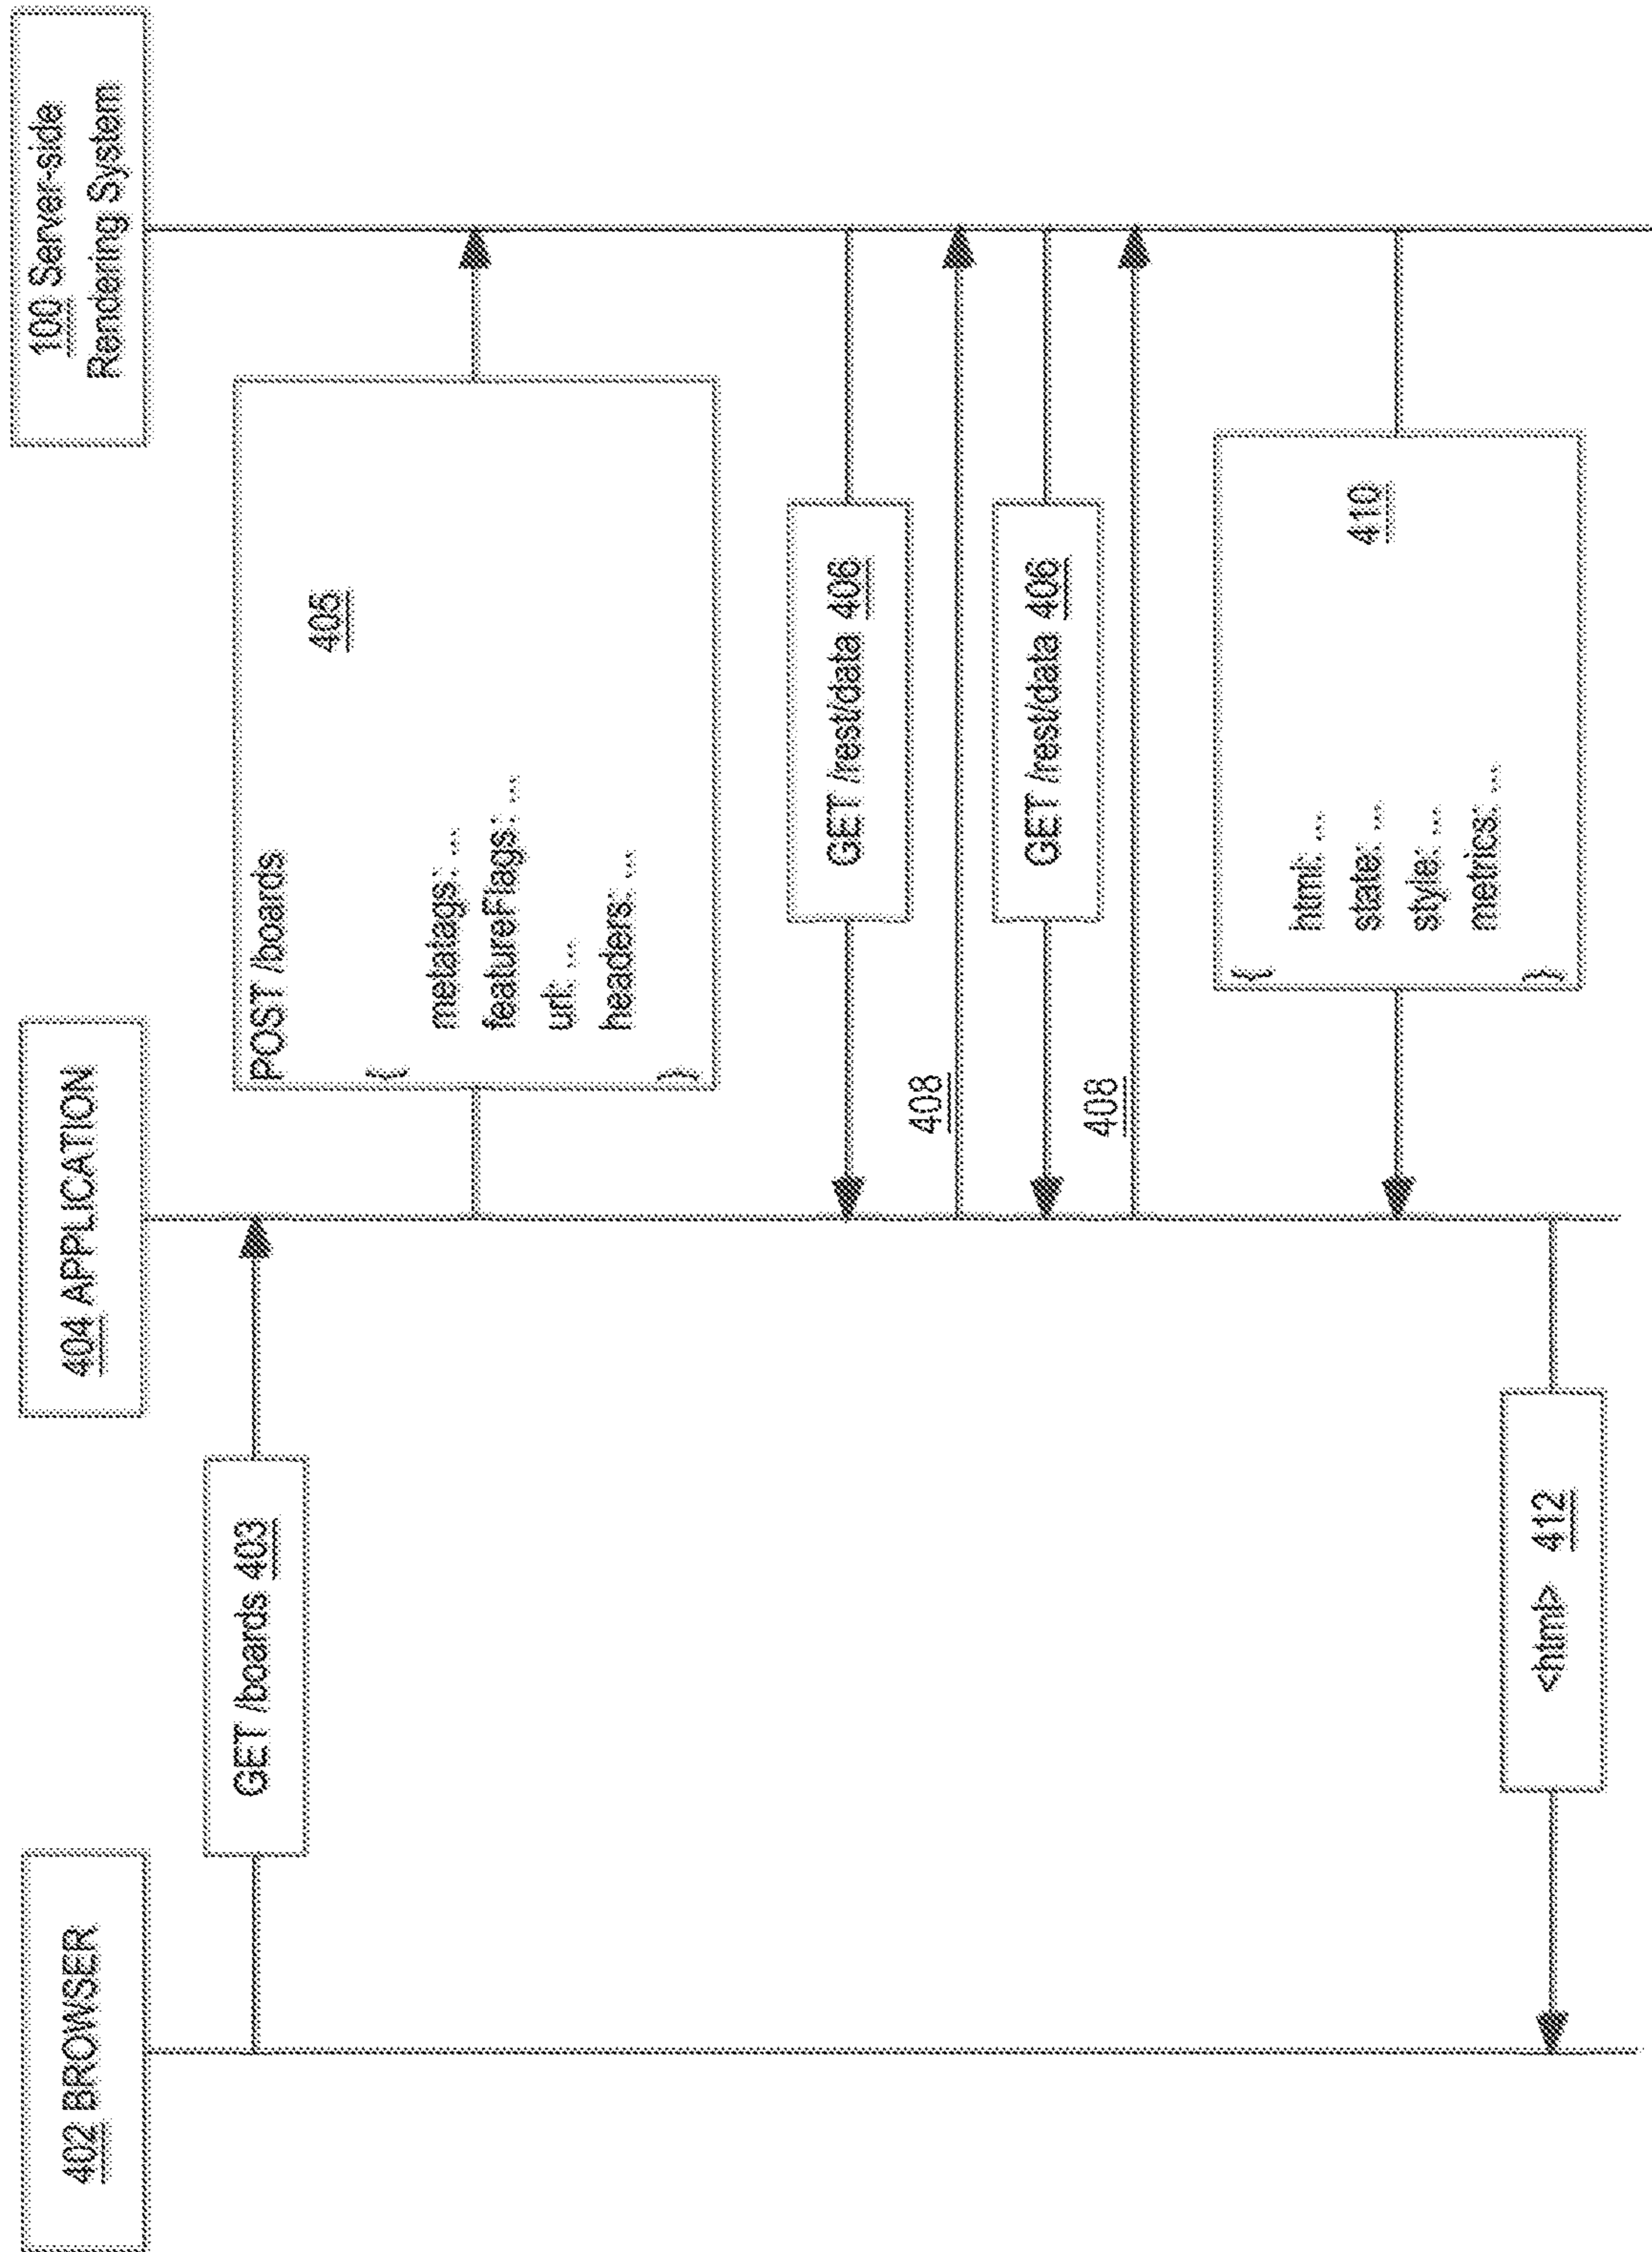 402 BROWSER
404 APPLICATION
100 Server-side
Rendering System
GET /boards 403
POST /boards
405
{
metatags: ...
featureFlags: ...
url: ...
headers: ...
}
GET /rest/data 406
408
GET /rest/data 406
408
{
410
html: ...
state: ...
style: ...
metrics: ...
}
<html> 412